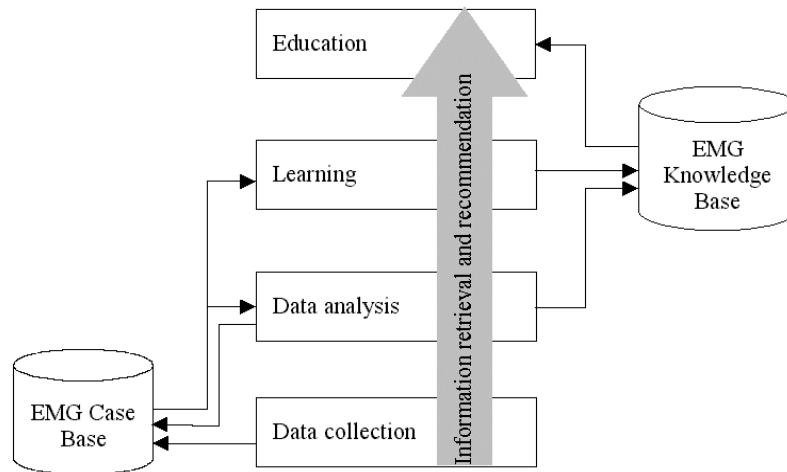 Education
Learning
Data analysis
Data collection
Information retrieval and recommendation
EMG
Knowledge
Base
EMG Case
Base